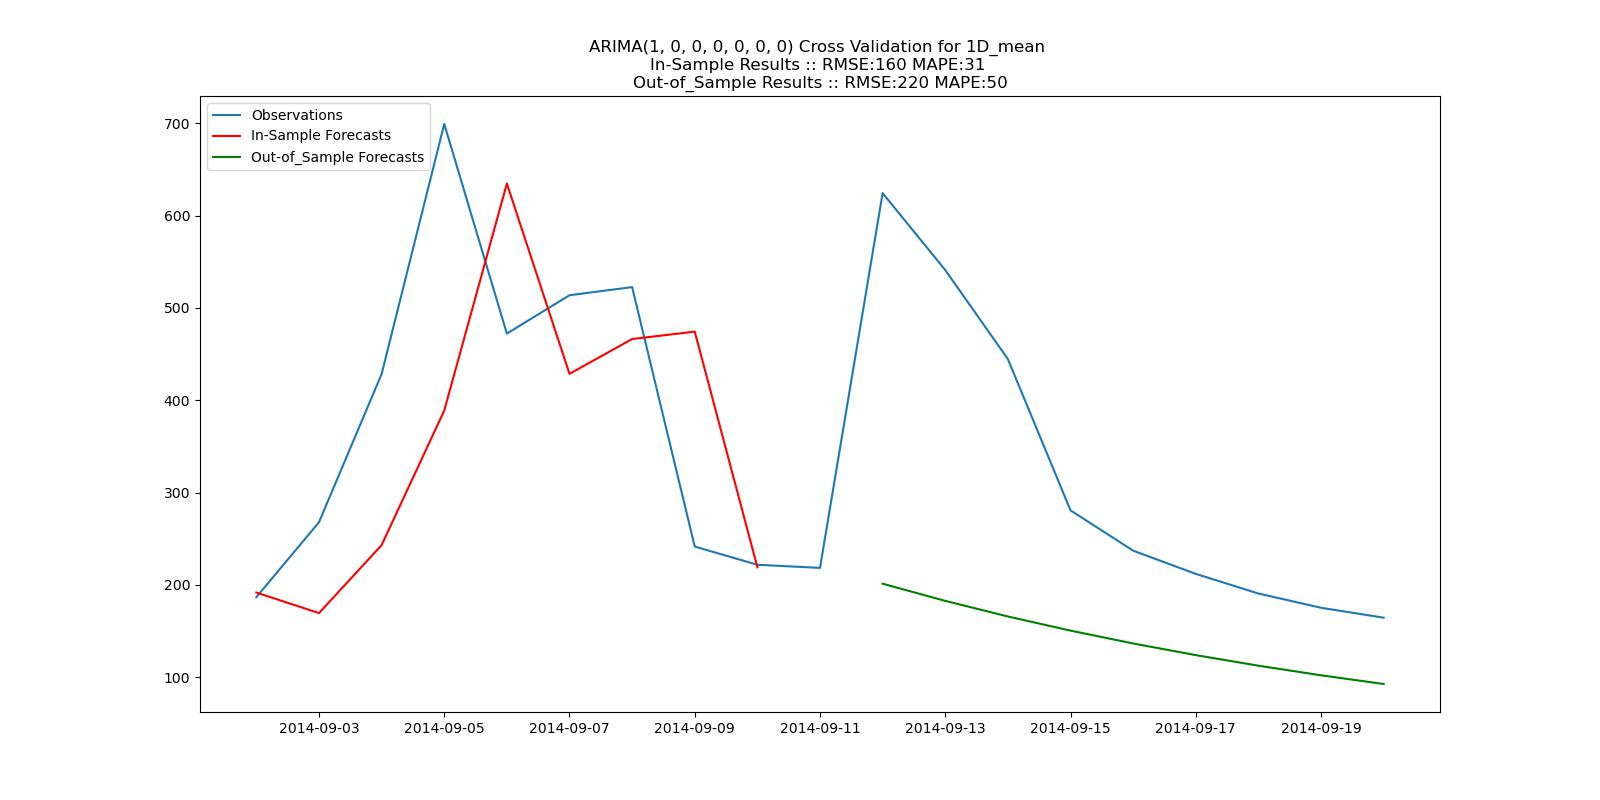 ARIMA(1, 0, 0, 0, 0, 0, 0) Cross Validation for 1D_mean
In-Sample Results :: RMSE:160 MAPE:31
Out-of_Sample Results :: RMSE:220 MAPE:50
Observations
In-Sample Forecasts
Out-of_Sample Forecasts
700
600
500
400
300
200
100
2014-09-03 2014-09-05 2014-09-07 2014-09-09 2014-09-11 2014-09-13 2014-09-15 2014-09-17 2014-09-19